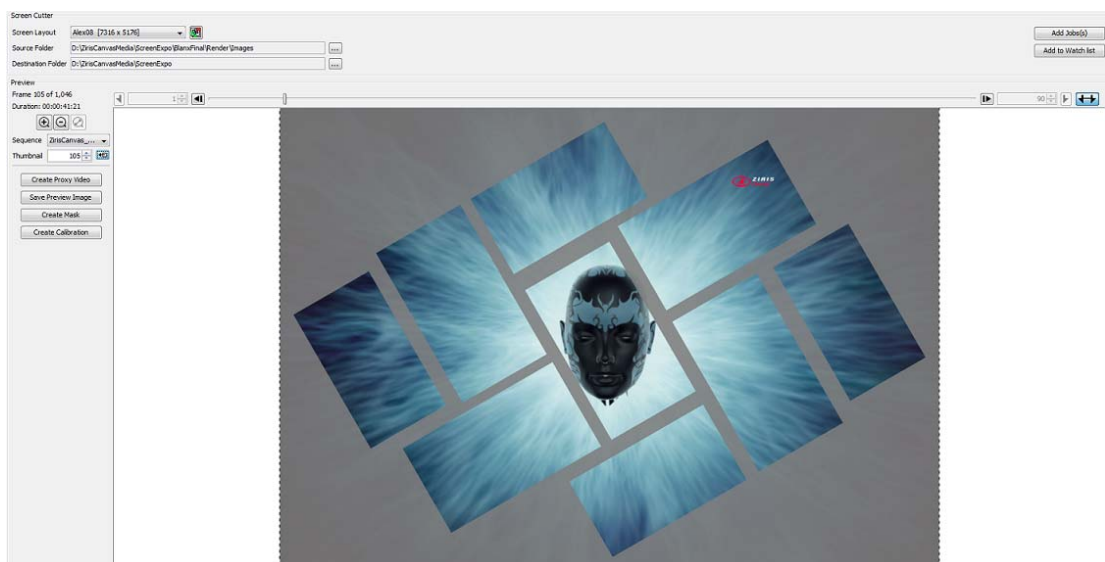 Screen Cutter
Screen Layout Alex08 [7316 x 5176]
Add Jobs(s)
Source Folder D:\ZirisCanvasMedia\ScreenExpo\BlanxFinal\Render\Images ...
Add to Watch list
Destination Folder D:\ZirisCanvasMedia\ScreenExpo ...
Preview
Frame 105 of 1,046
1
90
Duration: 00:00:41:21
Sequence ZirisCanvas_...
Thumbnail 105
Create Proxy Video
Save Preview Image
Create Mask
Create Calibration
ZIRIS